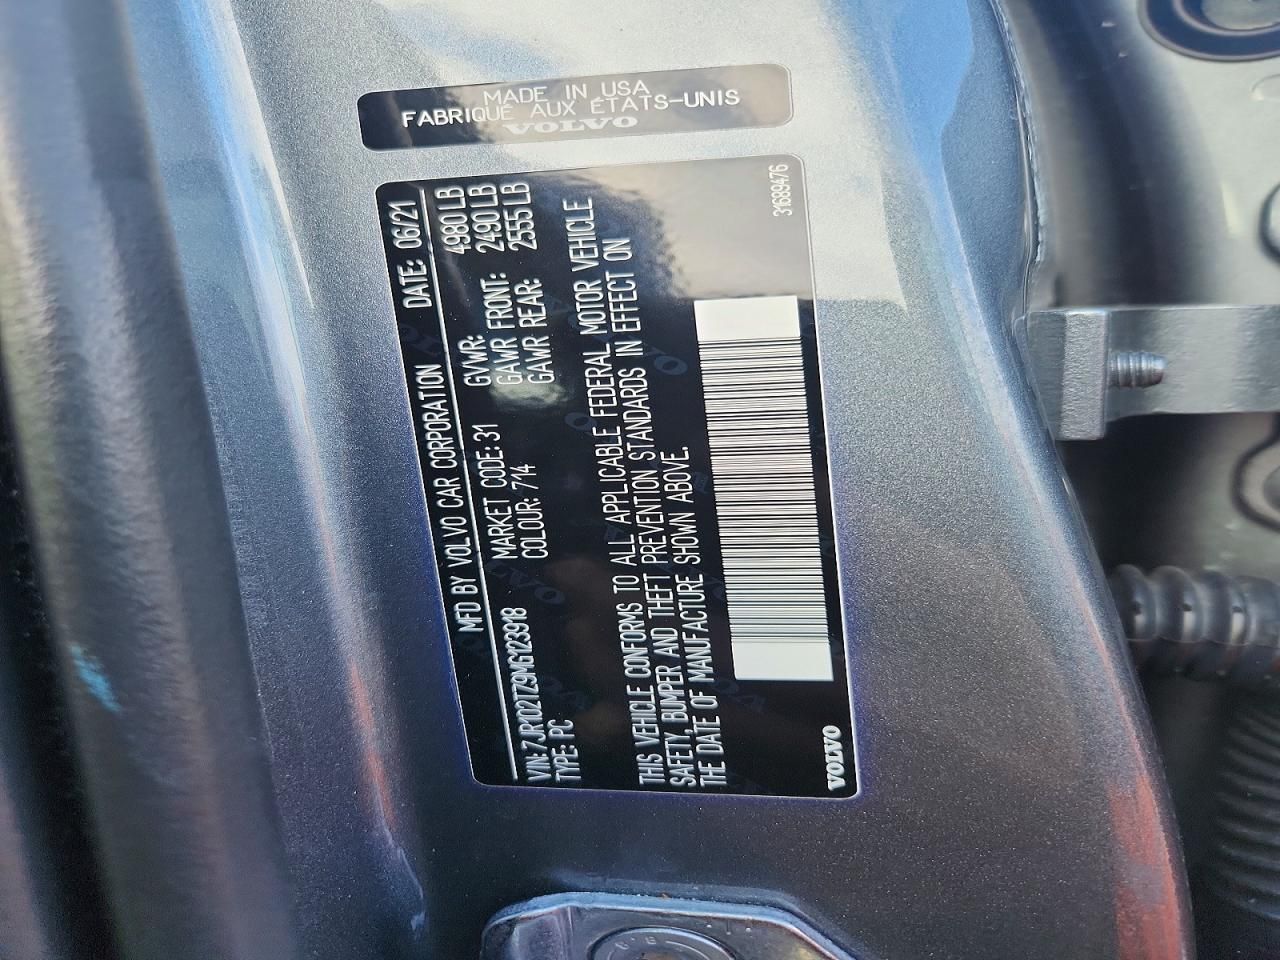 MADE IN USA
FABRIQUÉ AUX ÉTATS-UNIS
VOLVO
MFD BY VOLVO CAR CORPORATION DATE: 06/21
VIN: 7JR102TZ9MG123918 MARKET CODE: 31 GVWR: 4980 LB
TYPE: PC COLOUR: 714 GAWR FRONT: 2490 LB
GAWR REAR: 2555 LB
THIS VEHICLE CONFORMS TO ALL APPLICABLE FEDERAL MOTOR VEHICLE
SAFETY, BUMPER AND THEFT PREVENTION STANDARDS IN EFFECT ON
THE DATE OF MANUFACTURE SHOWN ABOVE.
VOLVO
31689476